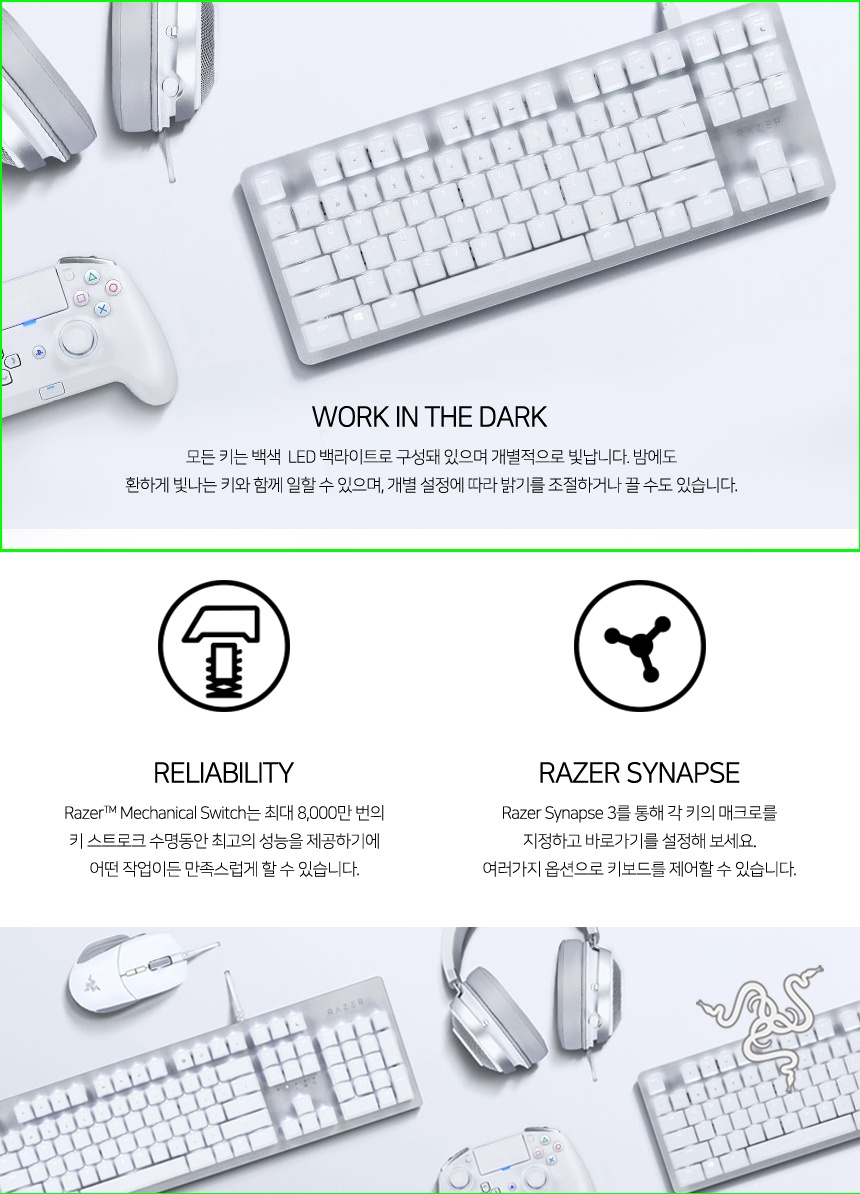 RAZER
WORK IN THE DARK
모든 키는 백색 LED 백라이트로 구성돼 있으며 개별적으로 빛납니다. 밤에도
환하게 빛나는 키와 함께 일할 수 있으며, 개별 설정에 따라 밝기를 조절하거나 끌 수도 있습니다.
RELIABILITY
Razer™ Mechanical Switch는 최대 8,000만 번의
키 스트로크 수명동안 최고의 성능을 제공하기에
어떤 작업이든 만족스럽게 할 수 있습니다.
RAZER SYNAPSE
Razer Synapse 3를 통해 각 키의 매크로를
지정하고 바로가기를 설정해 보세요.
여러가지 옵션으로 키보드를 제어할 수 있습니다.
RAZER